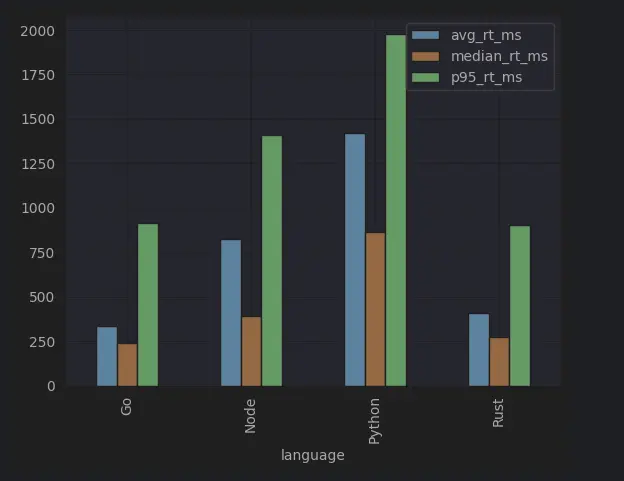 2000
1750
1500
1250
1000
750
500
250
0
avg_rt_ms
median_rt_ms
p95_rt_ms
Go
Node
Python
Rust
language